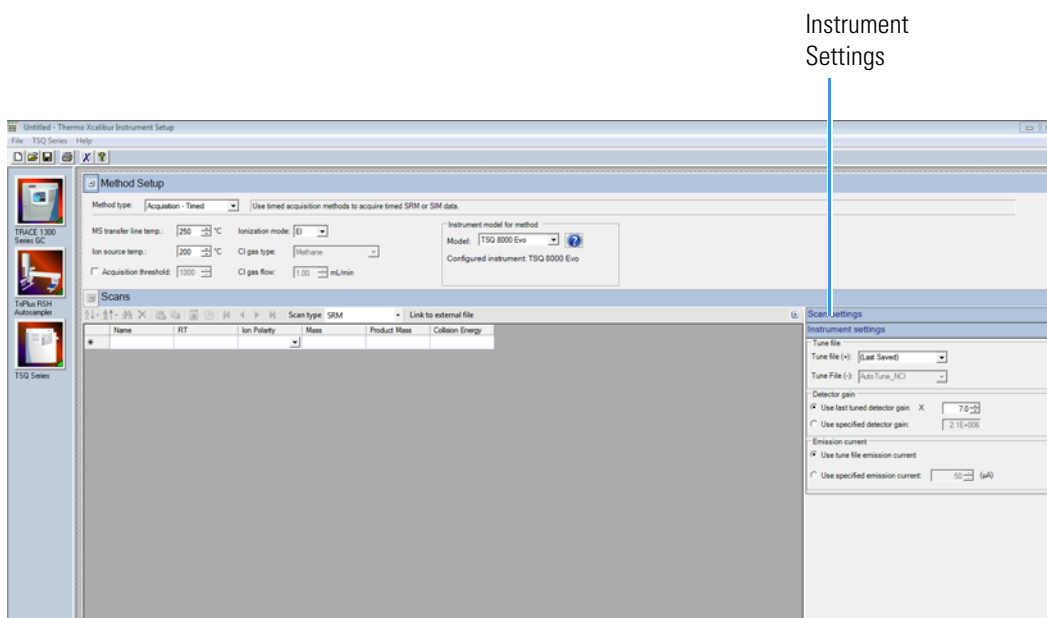 Instrument
Settings
Untitled - Thermo Xcalibur Instrument Setup
File TSQ Series Help
Method Setup
Method type: Acquisition - Timed Use timed acquisition methods to acquire timed SRM or SIM data.
MS transfer line temp.: 250 °C Ionization mode: EI
Instrument model for method
Model: TSQ 8000 Evo
Ion source temp.: 200 °C CI gas type: Methane
Configured instrument: TSQ 8000 Evo
Acquisition threshold: 1000 CI gas flow: 1.00 mL/min
TRACE 1300
Series GC
Scans
TriPlus RSH
Autosampler
Scan type SRM Link to external file
Name RT Ion Polarity Mass Product Mass Collision Energy
TSQ Series
Scan settings
Instrument settings
Tune file
Tune file (+): (Last Saved)
Tune File (-): AutoTune_NCI
Detector gain
Use last tuned detector gain X 7.0
Use specified detector gain: 2.1E+006
Emission current
Use tune file emission current
Use specified emission current: 50 (µA)